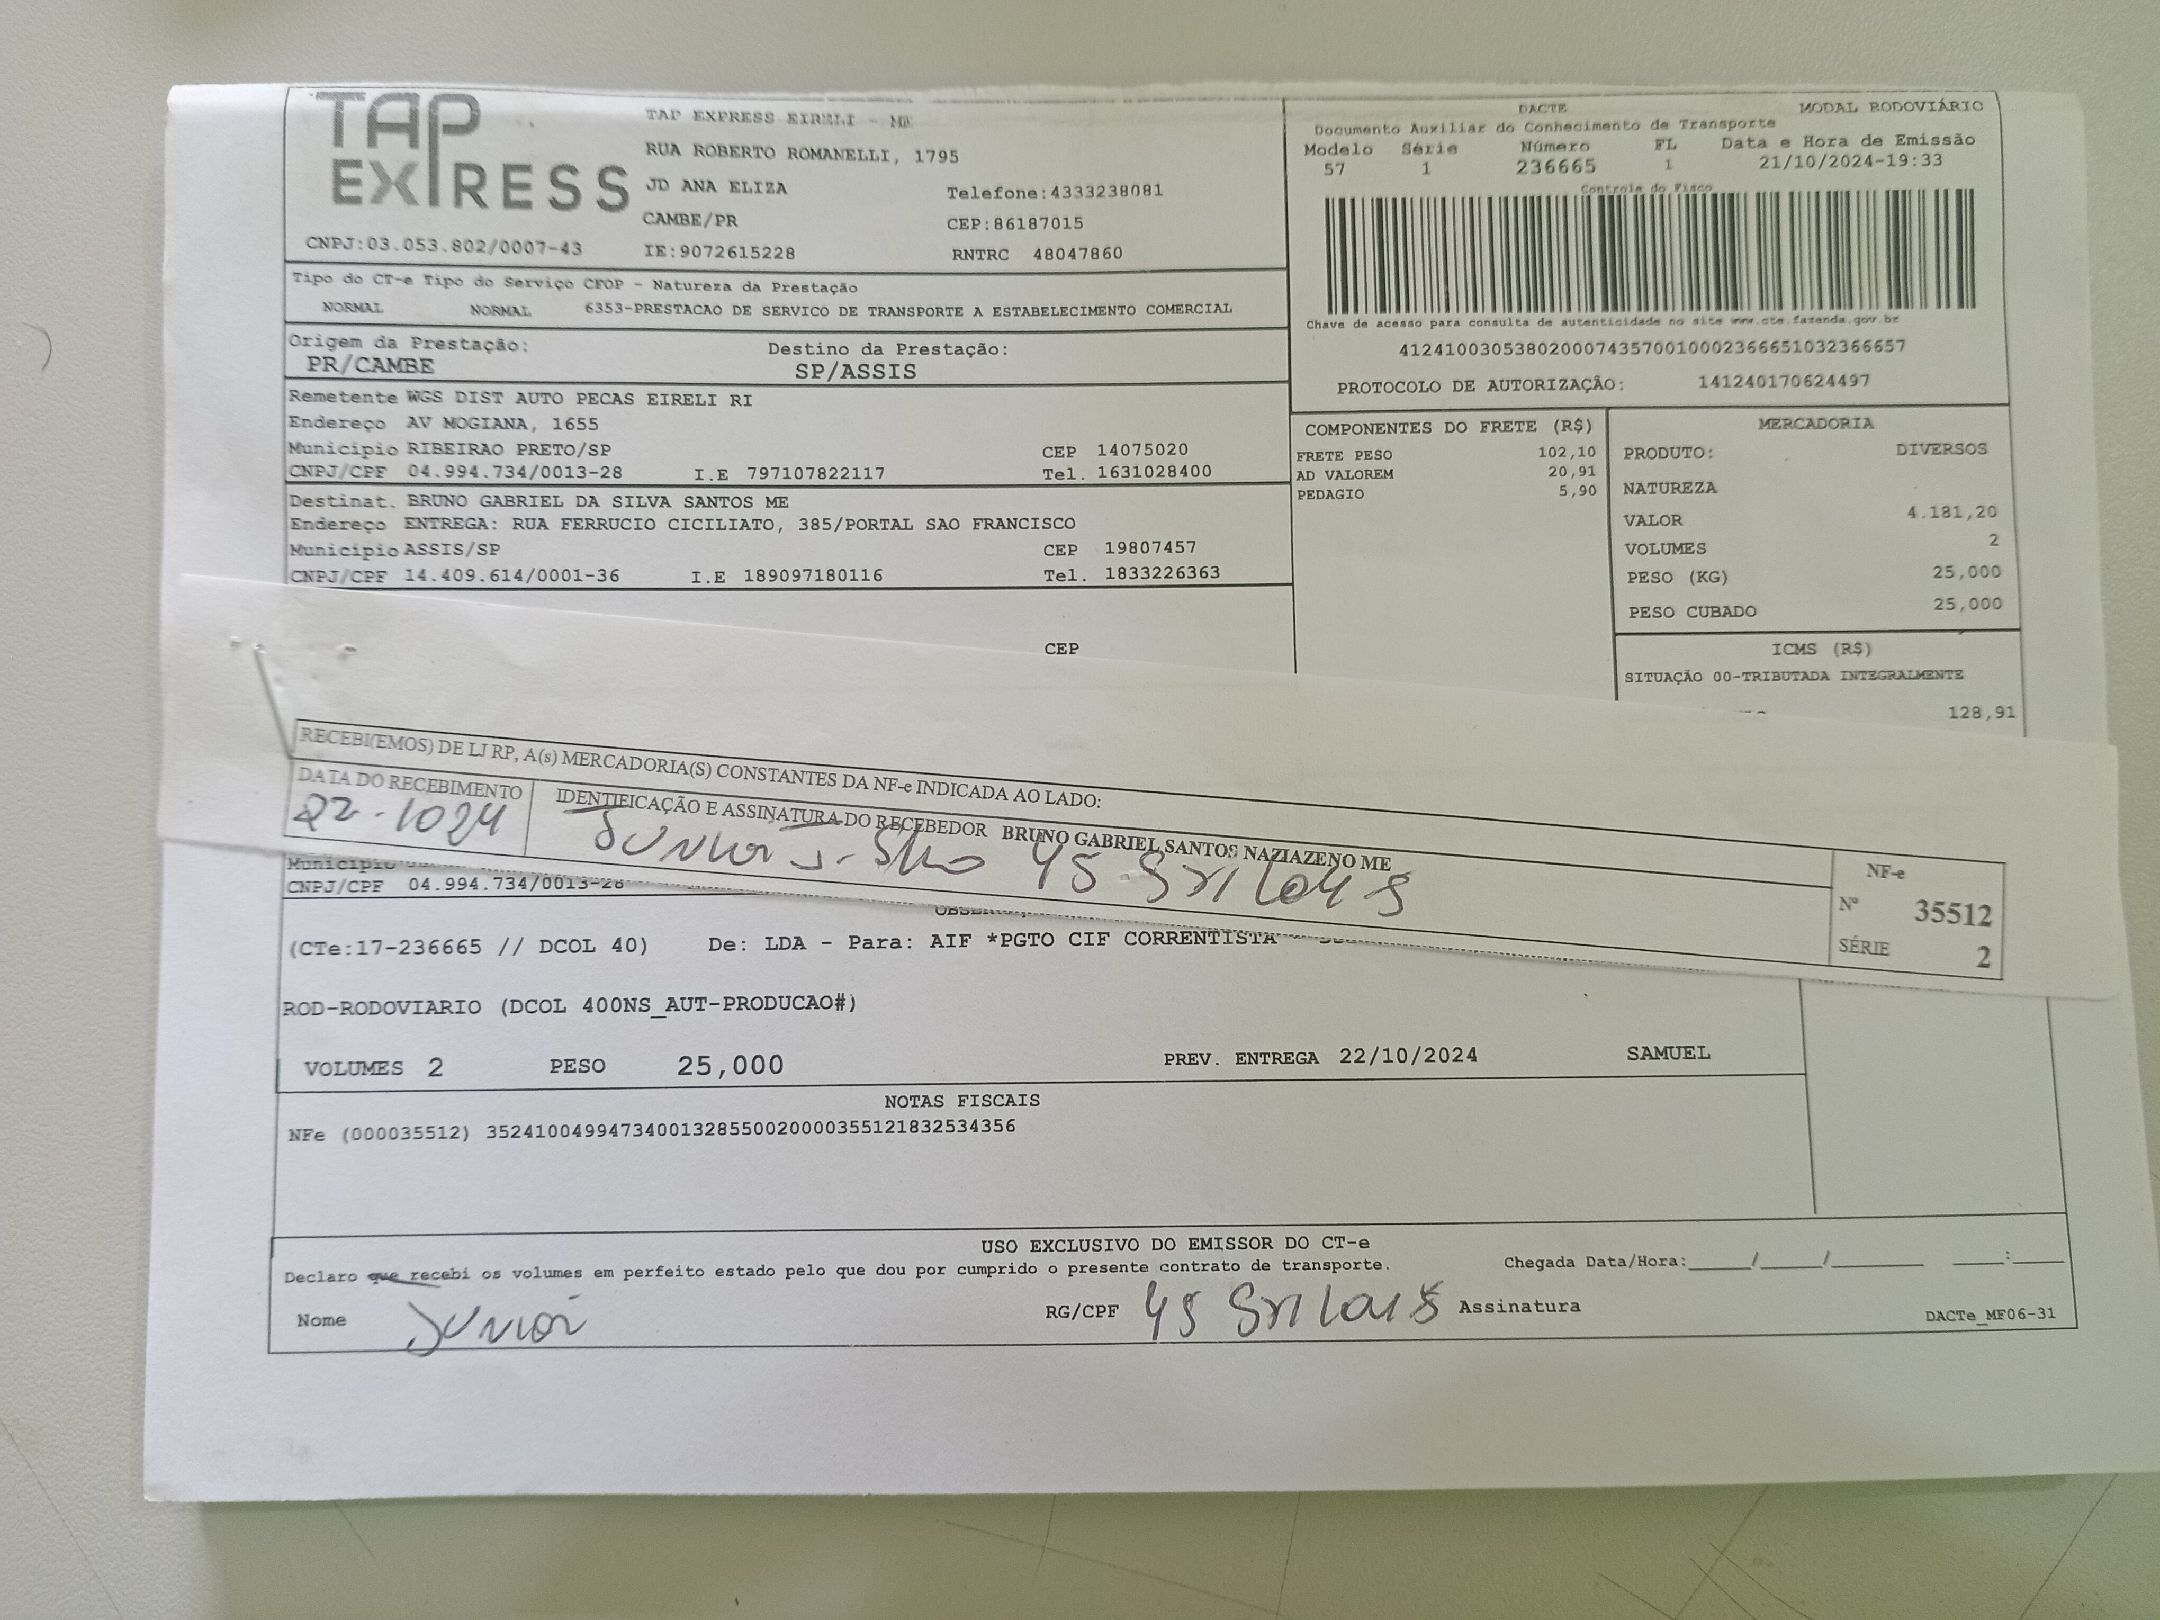 TAP EXPRESS
TAP EXPRESS EIRELI - ME
RUA ROBERTO ROMANELLI, 1795
JD ANA ELIZA Telefone:4333238081
CAMBE/PR CEP:86187015
CNPJ:03.053.802/0007-43 IE:9072615228 RNTRC 48047860
DACTE MODAL RODOVIÁRIO
Documento Auxiliar do Conhecimento de Transporte
Modelo Série Número FL Data e Hora de Emissão
57 1 236665 1 21/10/2024-19:33
Controle do Fisco
Chave de acesso para consulta de autenticidade no site www.cte.fazenda.gov.br
41241003053802000743570010002366651032366657
PROTOCOLO DE AUTORIZAÇÃO: 141240170624497
Tipo do CT-e Tipo do Serviço CFOP - Natureza da Prestação
NORMAL NORMAL 6353-PRESTACAO DE SERVICO DE TRANSPORTE A ESTABELECIMENTO COMERCIAL
Origem da Prestação: Destino da Prestação:
PR/CAMBE SP/ASSIS
Remetente WGS DIST AUTO PECAS EIRELI RI
Endereço AV MOGIANA, 1655
Municipio RIBEIRAO PRETO/SP CEP 14075020
CNPJ/CPF 04.994.734/0013-28 I.E 797107822117 Tel. 1631028400
Destinat. BRUNO GABRIEL DA SILVA SANTOS ME
Endereço ENTREGA: RUA FERRUCIO CICILIATO, 385/PORTAL SAO FRANCISCO
Municipio ASSIS/SP CEP 19807457
CNPJ/CPF 14.409.614/0001-36 I.E 189097180116 Tel. 1833226363
CEP
COMPONENTES DO FRETE (R$)
FRETE PESO 102,10
AD VALOREM 20,91
PEDAGIO 5,90
MERCADORIA
PRODUTO: DIVERSOS
NATUREZA
VALOR 4.181,20
VOLUMES 2
PESO (KG) 25,000
PESO CUBADO 25,000
ICMS (R$)
SITUAÇÃO 00-TRIBUTADA INTEGRALMENTE
128,91
RECEBI(EMOS) DE LJ RP, A(s) MERCADORIA(S) CONSTANTES DA NF-e INDICADA AO LADO:
DATA DO RECEBIMENTO IDENTIFICAÇÃO E ASSINATURA DO RECEBEDOR BRUNO GABRIEL SANTOS NAZIAZENO ME
22-1024 JUNIOR
NF-e
Nº 35512
SÉRIE 2
Municipio
CNPJ/CPF 04.994.734/0013-28
(CTe:17-236665 // DCOL 40) De: LDA - Para: AIF *PGTO CIF CORRENTISTA
ROD-RODOVIARIO (DCOL 400NS_AUT-PRODUCAO#)
VOLUMES 2 PESO 25,000 PREV. ENTREGA 22/10/2024 SAMUEL
NOTAS FISCAIS
NFe (000035512) 35241004994734001328550020000355121832534356
USO EXCLUSIVO DO EMISSOR DO CT-e
Declaro que recebi os volumes em perfeito estado pelo que dou por cumprido o presente contrato de transporte. Chegada Data/Hora:____/____/______ ____:____
Nome JUNIOR RG/CPF Assinatura DACTe_MF06-31